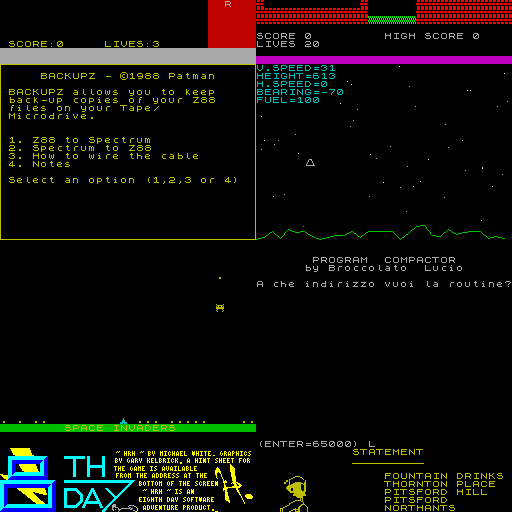 R
SCORE:0 LIVES:3
BACKUPZ - ©1988 Patman
BACKUPZ allows you to keep
back-up copies of your Z88
files on your Tape/
Microdrive.
1. Z88 to Spectrum
2. Spectrum to Z88
3. How to wire the cable
4. Notes
Select an option (1,2,3 or 4)
SCORE 0 HIGH SCORE 0
LIVES 20
V.SPEED=31
HEIGHT=613
H.SPEED=0
BEARING=-70
FUEL=100
SPACE INVADERS
8TH
DAY
~ HRH ~ BY MICHAEL WHITE. GRAPHICS
BY GARY KELBRICK. A HINT SHEET FOR
THE GAME IS AVAILABLE
FROM THE ADDRESS AT THE
BOTTOM OF THE SCREEN
~ HRH ~ IS AN
EIGHTH DAY SOFTWARE
ADVENTURE PRODUCT.
PROGRAM COMPACTOR
by Broccolato Lucio
A che indirizzo vuoi la routine?
(ENTER=65000) L
STATEMENT
FOUNTAIN DRINKS
THORNTON PLACE
PITSFORD HILL
PITSFORD
NORTHANTS